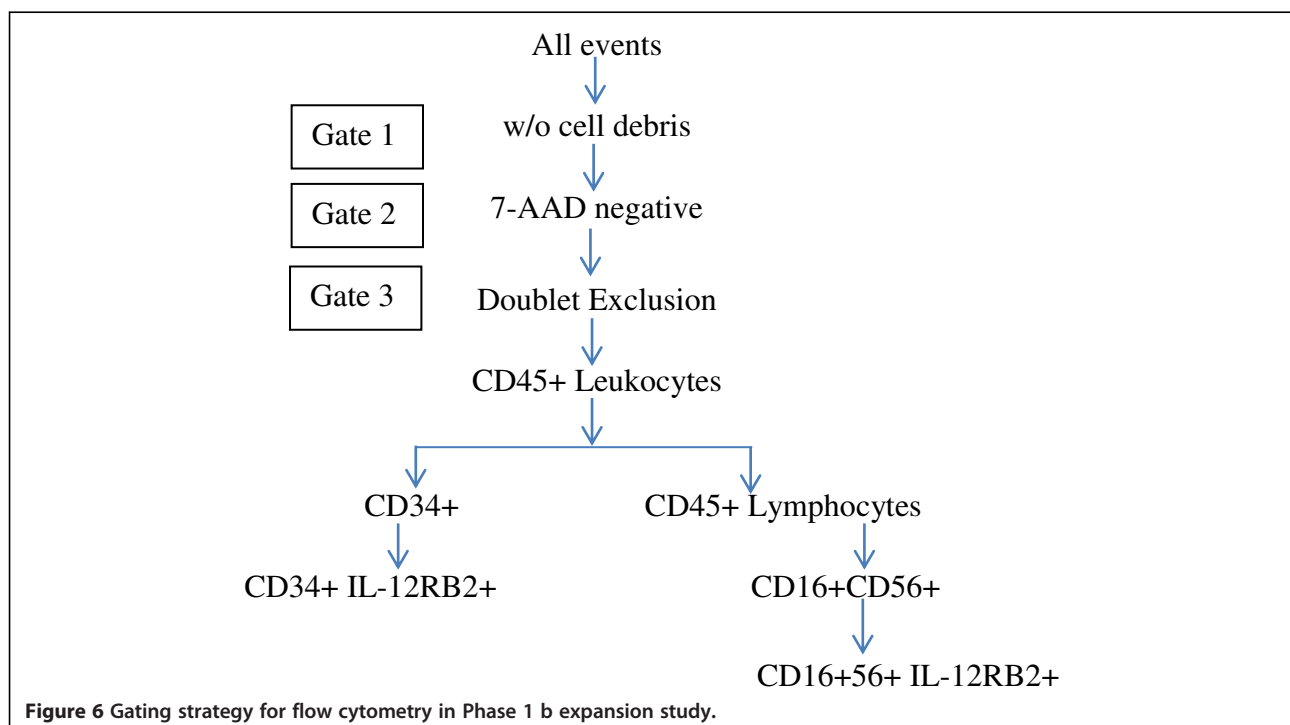 All events
Gate 1
w/o cell debris
Gate 2
7-AAD negative
Gate 3
Doublet Exclusion
CD45+ Leukocytes
CD34+
CD45+ Lymphocytes
CD34+ IL-12RB2+
CD16+CD56+
CD16+56+ IL-12RB2+
Figure 6 Gating strategy for flow cytometry in Phase 1 b expansion study.